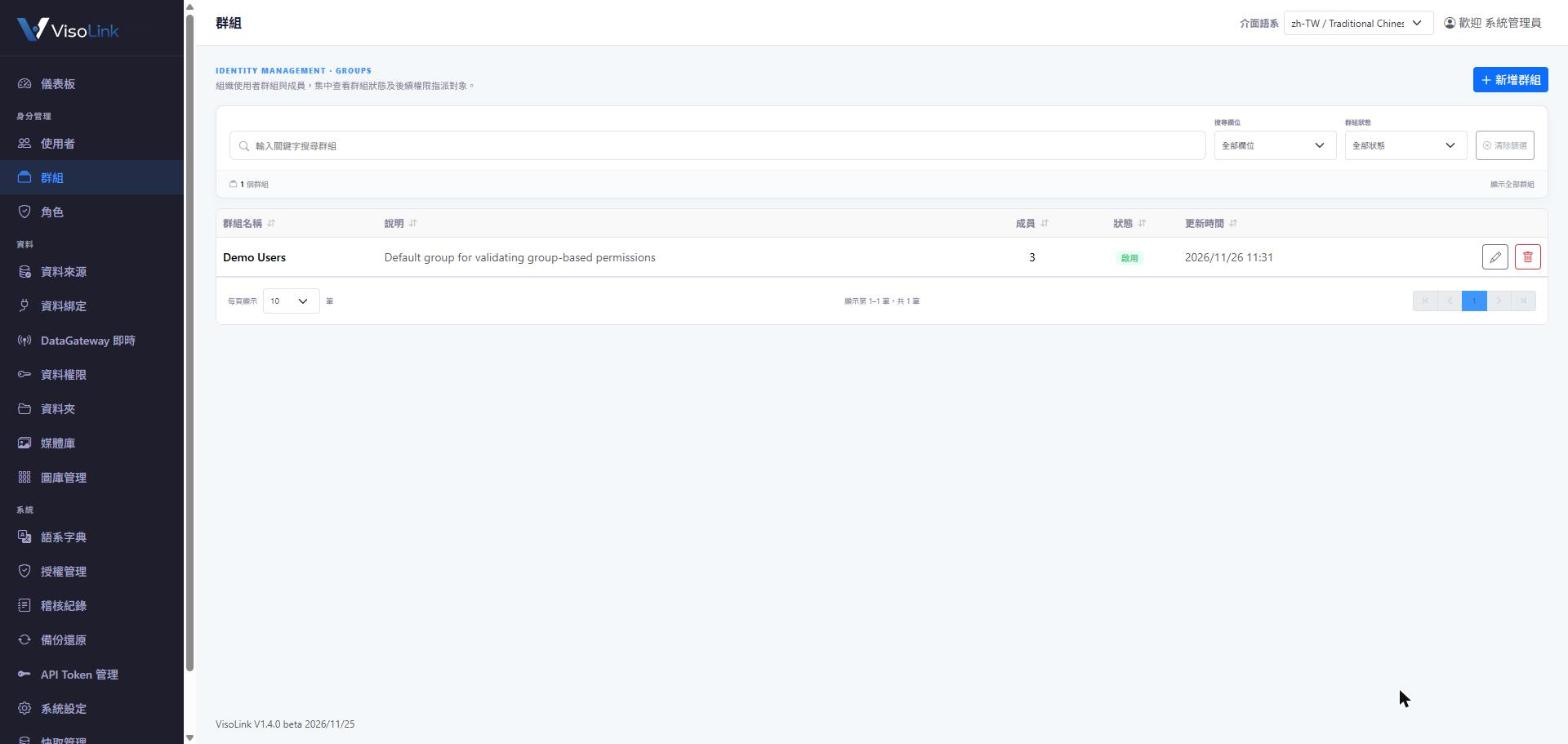 VisoLink
儀表板
身分管理
使用者
群組
角色
資料
資料來源
資料綁定
DataGateway 即時
資料權限
資料夾
媒體庫
圖庫管理
系統
語系字典
授權管理
稽核紀錄
備份還原
API Token 管理
系統設定
快取管理
群組
介面語系
zh-TW / Traditional Chines
歡迎 系統管理員
IDENTITY MANAGEMENT · GROUPS
組織使用者群組與成員，集中查看群組狀態及後續權限指派對象。
+ 新增群組
搜尋欄位
群組狀態
輸入關鍵字搜尋群組
全部欄位
全部狀態
清除篩選
1 個群組
顯示全部群組
群組名稱 說明 成員 狀態 更新時間
Demo Users Default group for validating group-based permissions 3 啟用 2026/11/26 11:31
每頁顯示 10 筆
顯示第 1–1 筆，共 1 筆
1
VisoLink V1.4.0 beta 2026/11/25